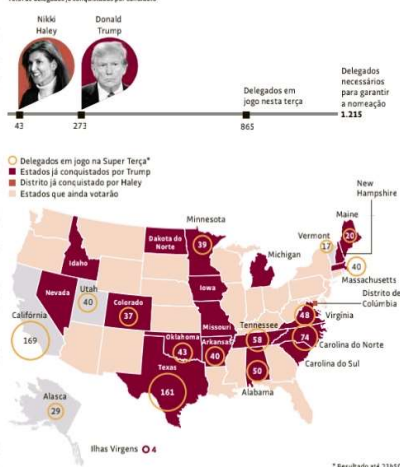 Nikki
Haley
Donald
Trump
Delegados em
jogo nesta terça
Delegados
necessários
para garantir
a nomeação
1.215
43
273
865
Delegados em jogo na Super Terça*
Estados já conquistados por Trump
Distrito já conquistado por Haley
Estados que ainda votarão
New
Hampshire
Maine
20
Minnesota
39
Vermont
17
Dakota do
Norte
Michigan
40
Massachusetts
Idaho
Iowa
Distrito de
Colúmbia
Nevada
Utah
40
Colorado
37
Missouri
48
Virgínia
Califórnia
169
Tennessee
58
74
Carolina do Norte
Oklahoma
43
Arkansas
40
Carolina do Sul
Texas
161
50
Alabama
Alasca
29
Ilhas Virgens
4